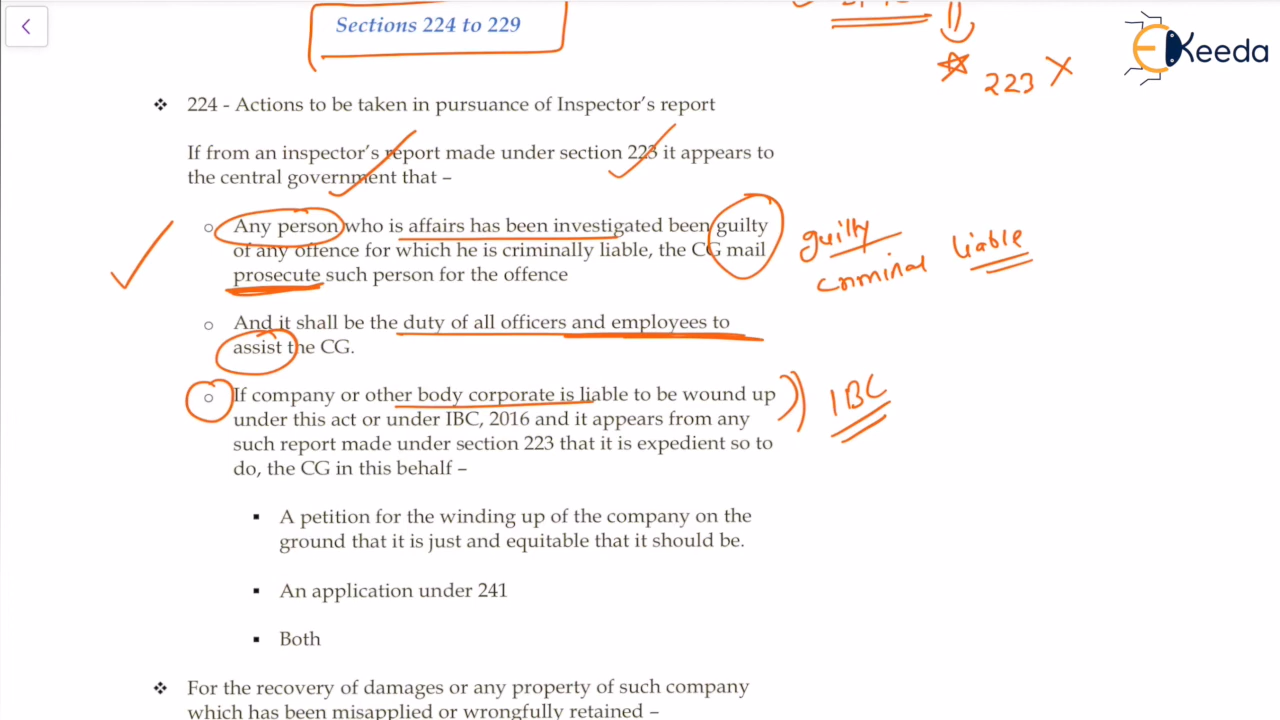 Sections 224 to 229
EKeeda
223 X
❖ 224 - Actions to be taken in pursuance of Inspector's report
If from an inspector's report made under section 223 it appears to
the central government that –
o Any person who is affairs has been investigated been guilty
of any offence for which he is criminally liable, the CG mail
prosecute such person for the offence
guilty
criminal liable
o And it shall be the duty of all officers and employees to
assist the CG.
o If company or other body corporate is liable to be wound up
under this act or under IBC, 2016 and it appears from any
such report made under section 223 that it is expedient so to
do, the CG in this behalf –
IBC
▪ A petition for the winding up of the company on the
ground that it is just and equitable that it should be.
▪ An application under 241
▪ Both
❖ For the recovery of damages or any property of such company
which has been misapplied or wrongfully retained –